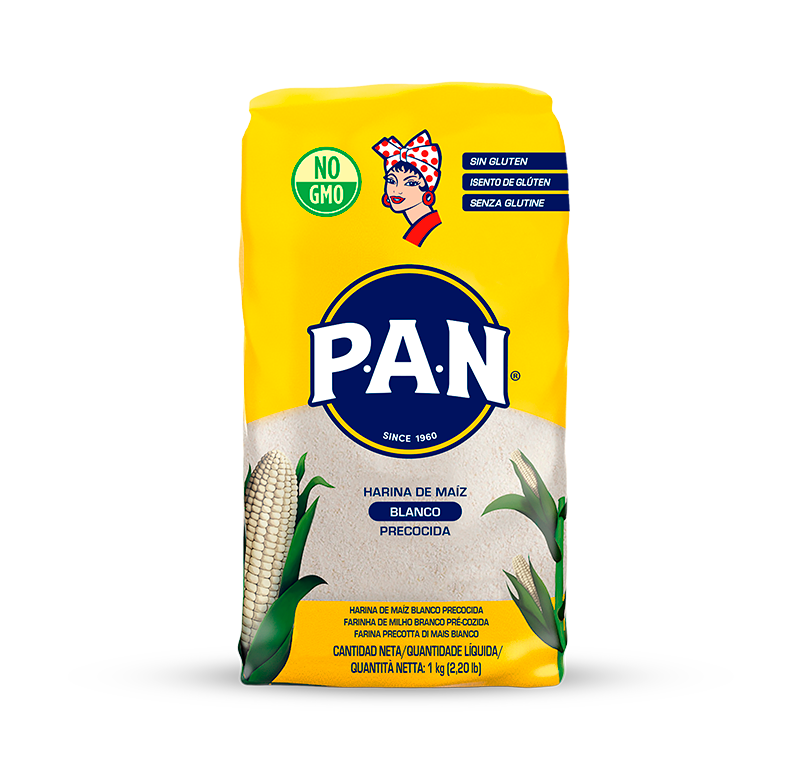 NO
GMO
SIN GLUTEN
ISENTO DE GLÚTEN
SENZA GLUTINE
P.A.N®
SINCE 1960
HARINA DE MAÍZ
BLANCO
PRECOCIDA
HARINA DE MAÍZ BLANCO PRECOCIDA
FARINHA DE MILHO BRANCO PRÉ-COZIDA
FARINA PRECOTTA DI MAIS BIANCO
CANTIDAD NETA/QUANTIDADE LÍQUIDA/
QUANTITÀ NETTA: 1 kg (2,20 lb)